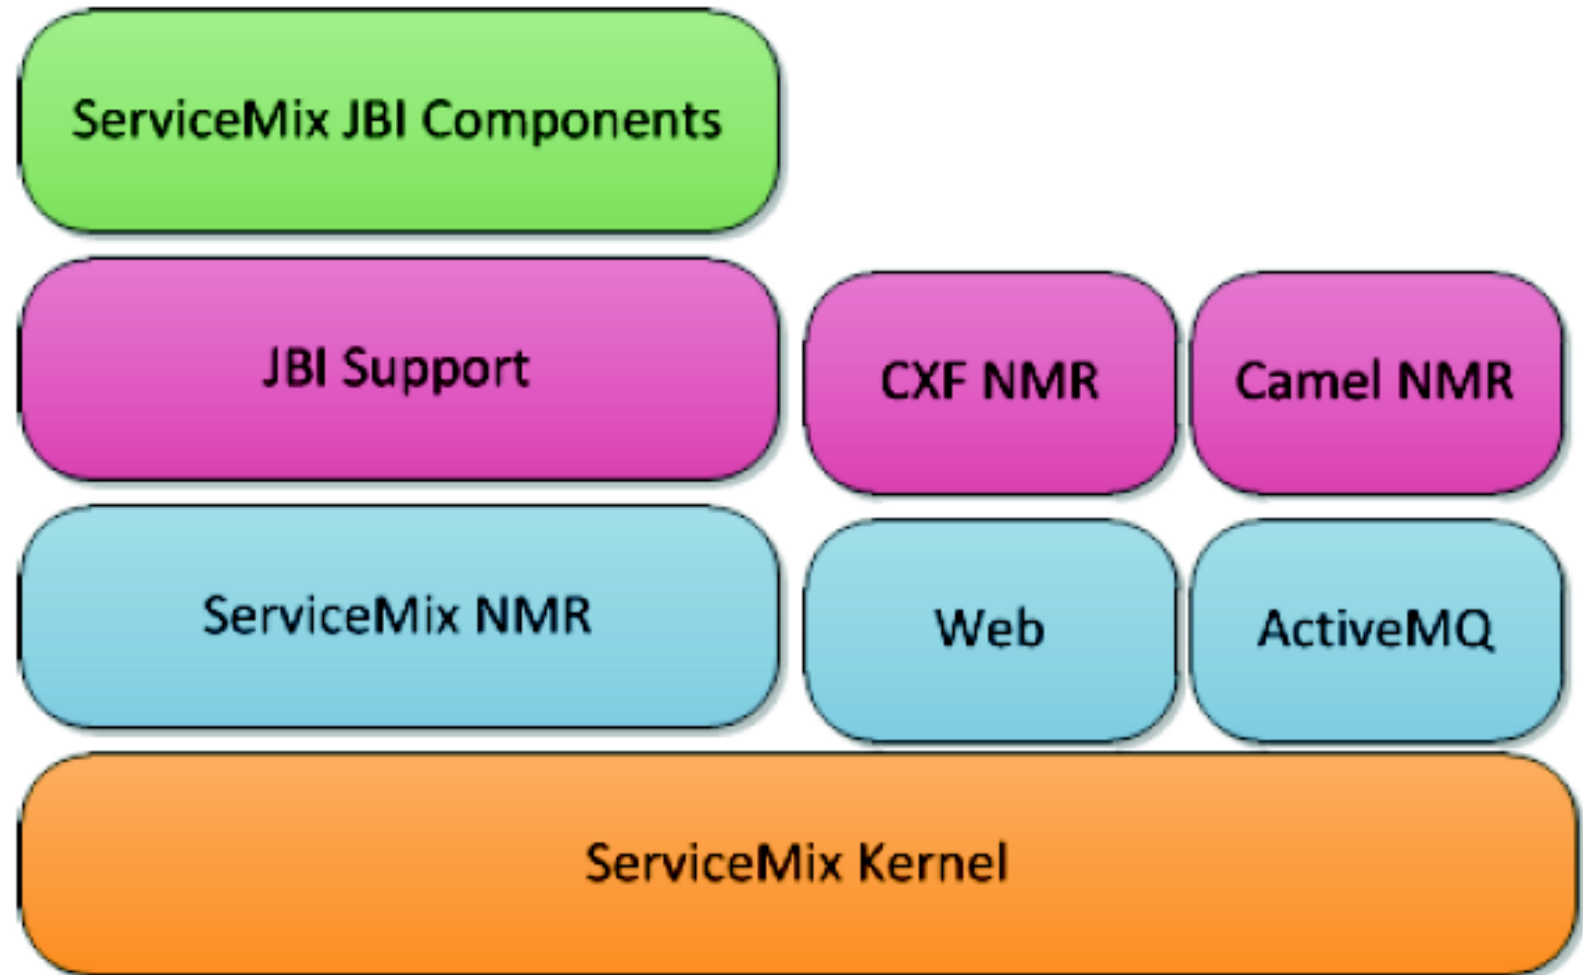 ServiceMix JBI Components
JBI Support
CXF NMR
Camel NMR
ServiceMix NMR
Web
ActiveMQ
ServiceMix Kernel